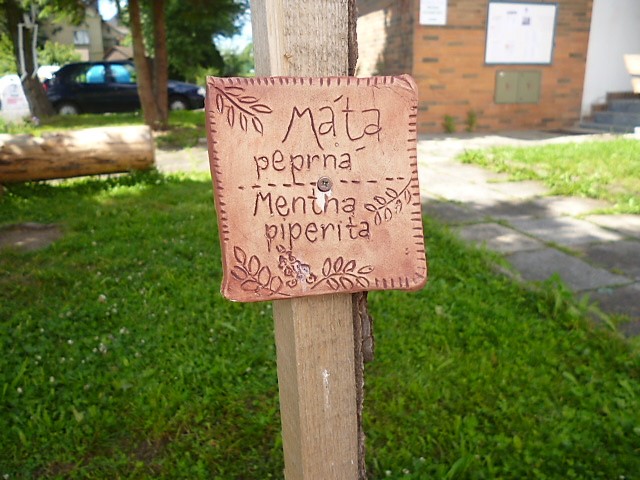 Máta
peprná
Mentha
piperita